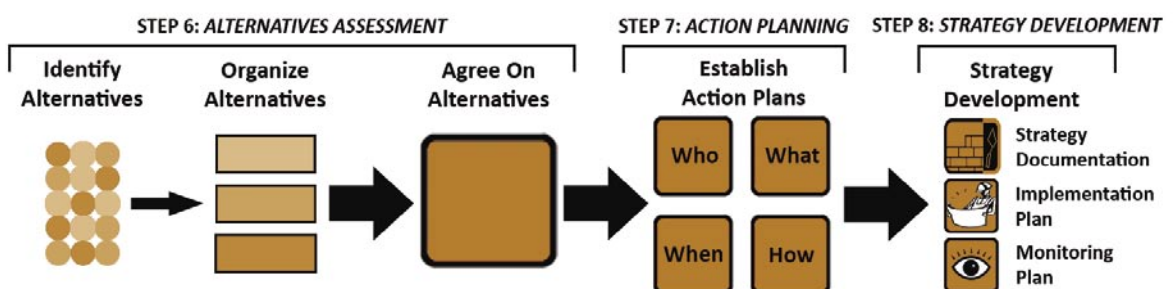 STEP 6: ALTERNATIVES ASSESSMENT
STEP 7: ACTION PLANNING
STEP 8: STRATEGY DEVELOPMENT
Identify
Alternatives
Organize
Alternatives
Agree On
Alternatives
Establish
Action Plans
Who
What
When
How
Strategy
Development
Strategy
Documentation
Implementation
Plan
Monitoring
Plan